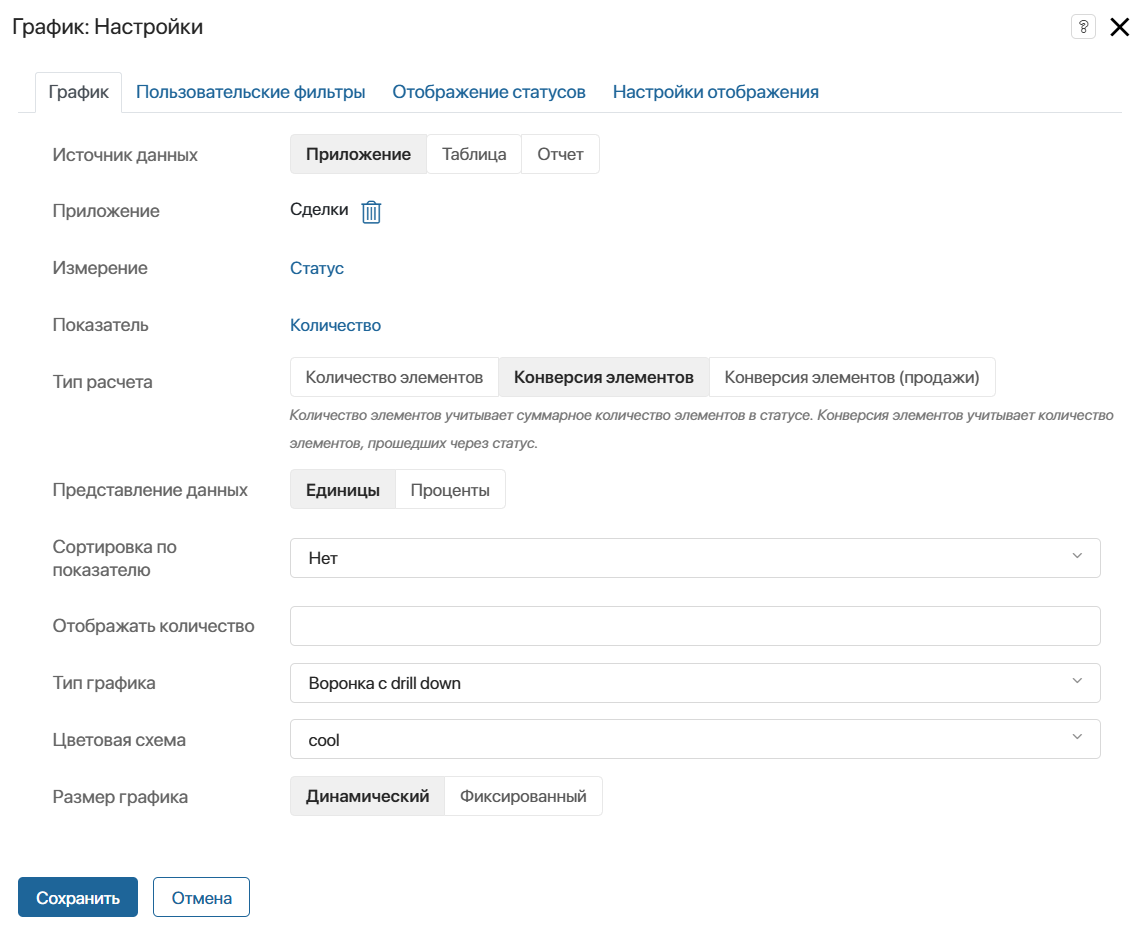 График: Настройки
?
График Пользовательские фильтры Отображение статусов Настройки отображения
Источник данных Приложение Таблица Отчет
Приложение Сделки
Измерение Статус
Показатель Количество
Тип расчета Количество элементов Конверсия элементов Конверсия элементов (продажи)
Количество элементов учитывает суммарное количество элементов в статусе. Конверсия элементов учитывает количество
элементов, прошедших через статус.
Представление данных Единицы Проценты
Сортировка по
показателю Нет
Отображать количество
Тип графика Воронка с drill down
Цветовая схема cool
Размер графика Динамический Фиксированный
Сохранить Отмена